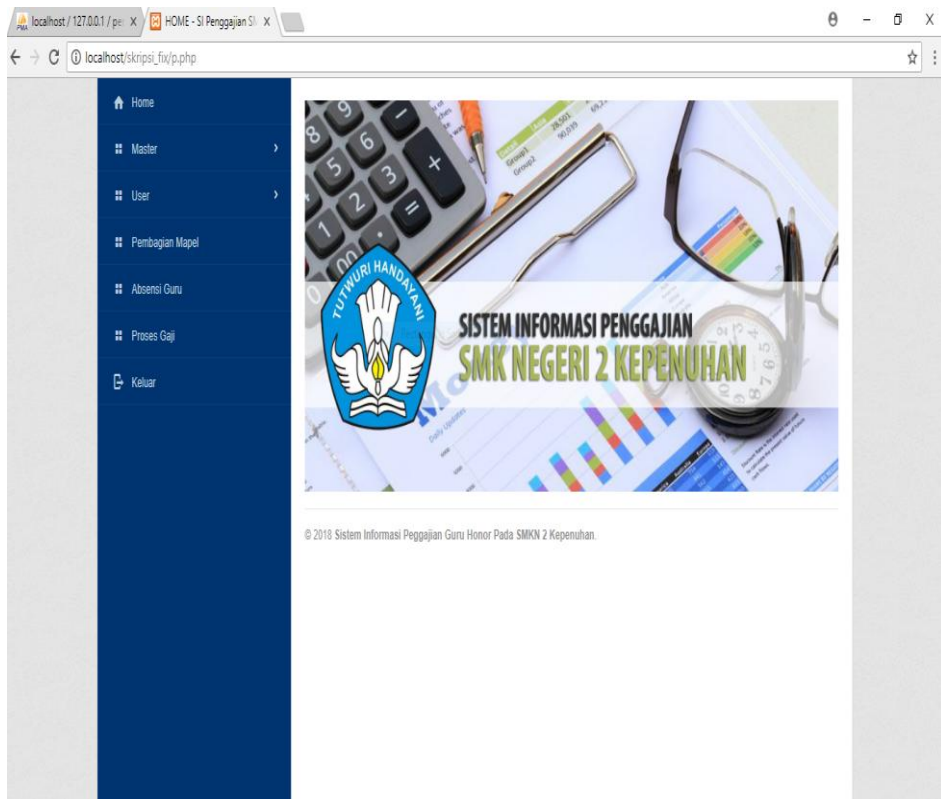 localhost / 127.0.0.1 / pe
HOME - SI Penggajian S
localhost/skripsi_fix/p.php
Home
Master
User
Pembagian Mapel
Absensi Guru
Proses Gaji
Keluar
TUTWURI HANDAYANI
SISTEM INFORMASI PENGGAJIAN
SMK NEGERI 2 KEPENUHAN
Daily Updates
© 2018 Sistem Informasi Peggajian Guru Honor Pada SMKN 2 Kepenuhan.